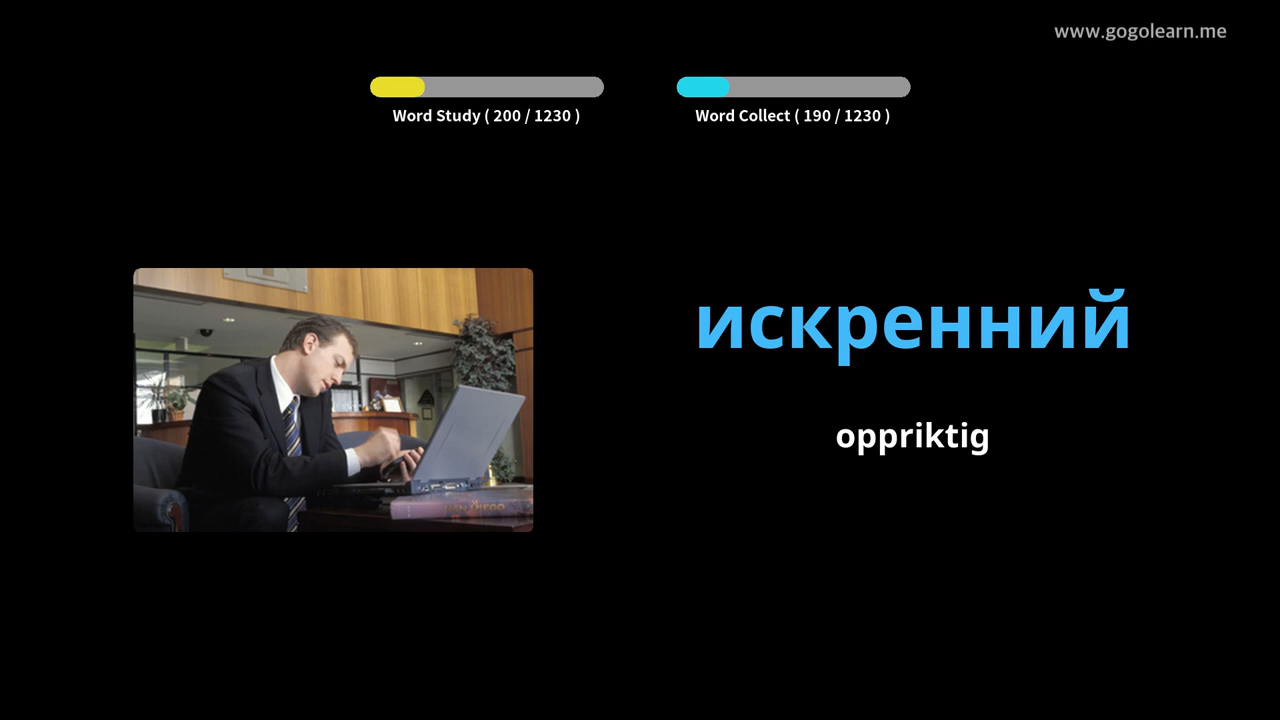 www.gogolearn.me
Word Study ( 200 / 1230 )
Word Collect ( 190 / 1230 )
искренний
oppriktig